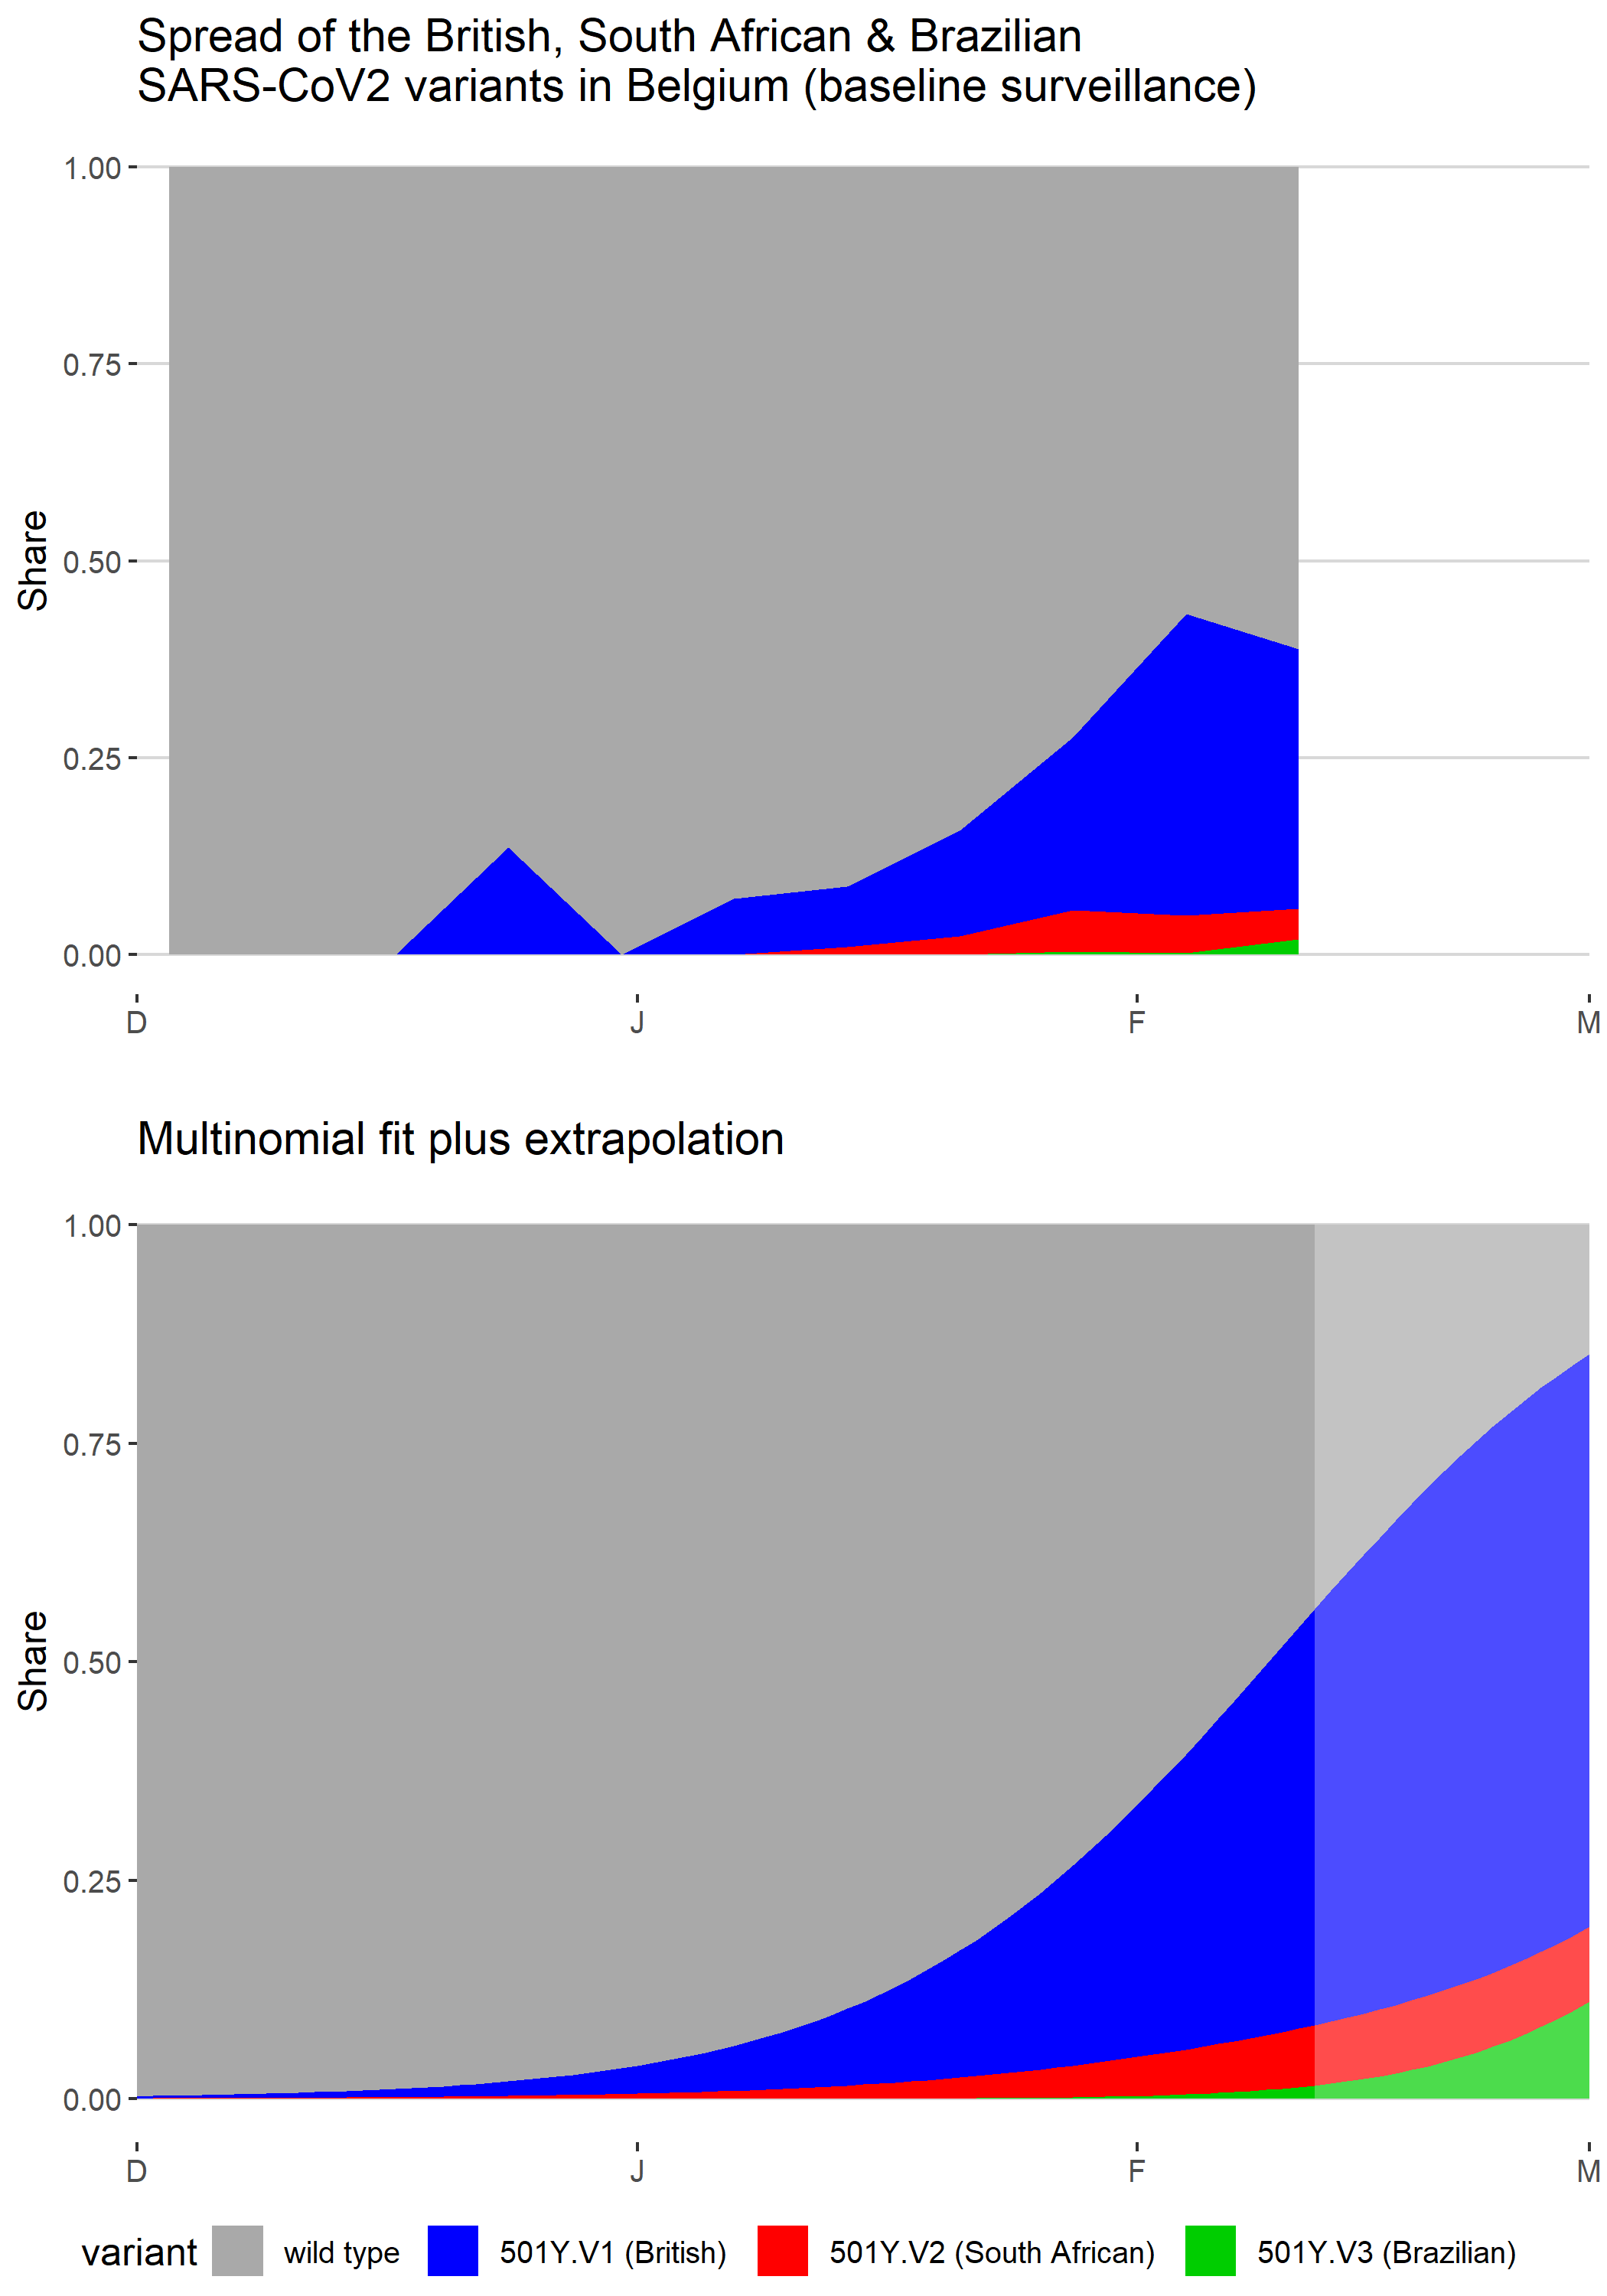 Spread of the British, South African & Brazilian
SARS-CoV2 variants in Belgium (baseline surveillance)
1.00
0.75
0.50
0.25
0.00
Share
D J F M
Multinomial fit plus extrapolation
1.00
0.75
0.50
0.25
0.00
Share
D J F M
variant wild type 501Y.V1 (British) 501Y.V2 (South African) 501Y.V3 (Brazilian)